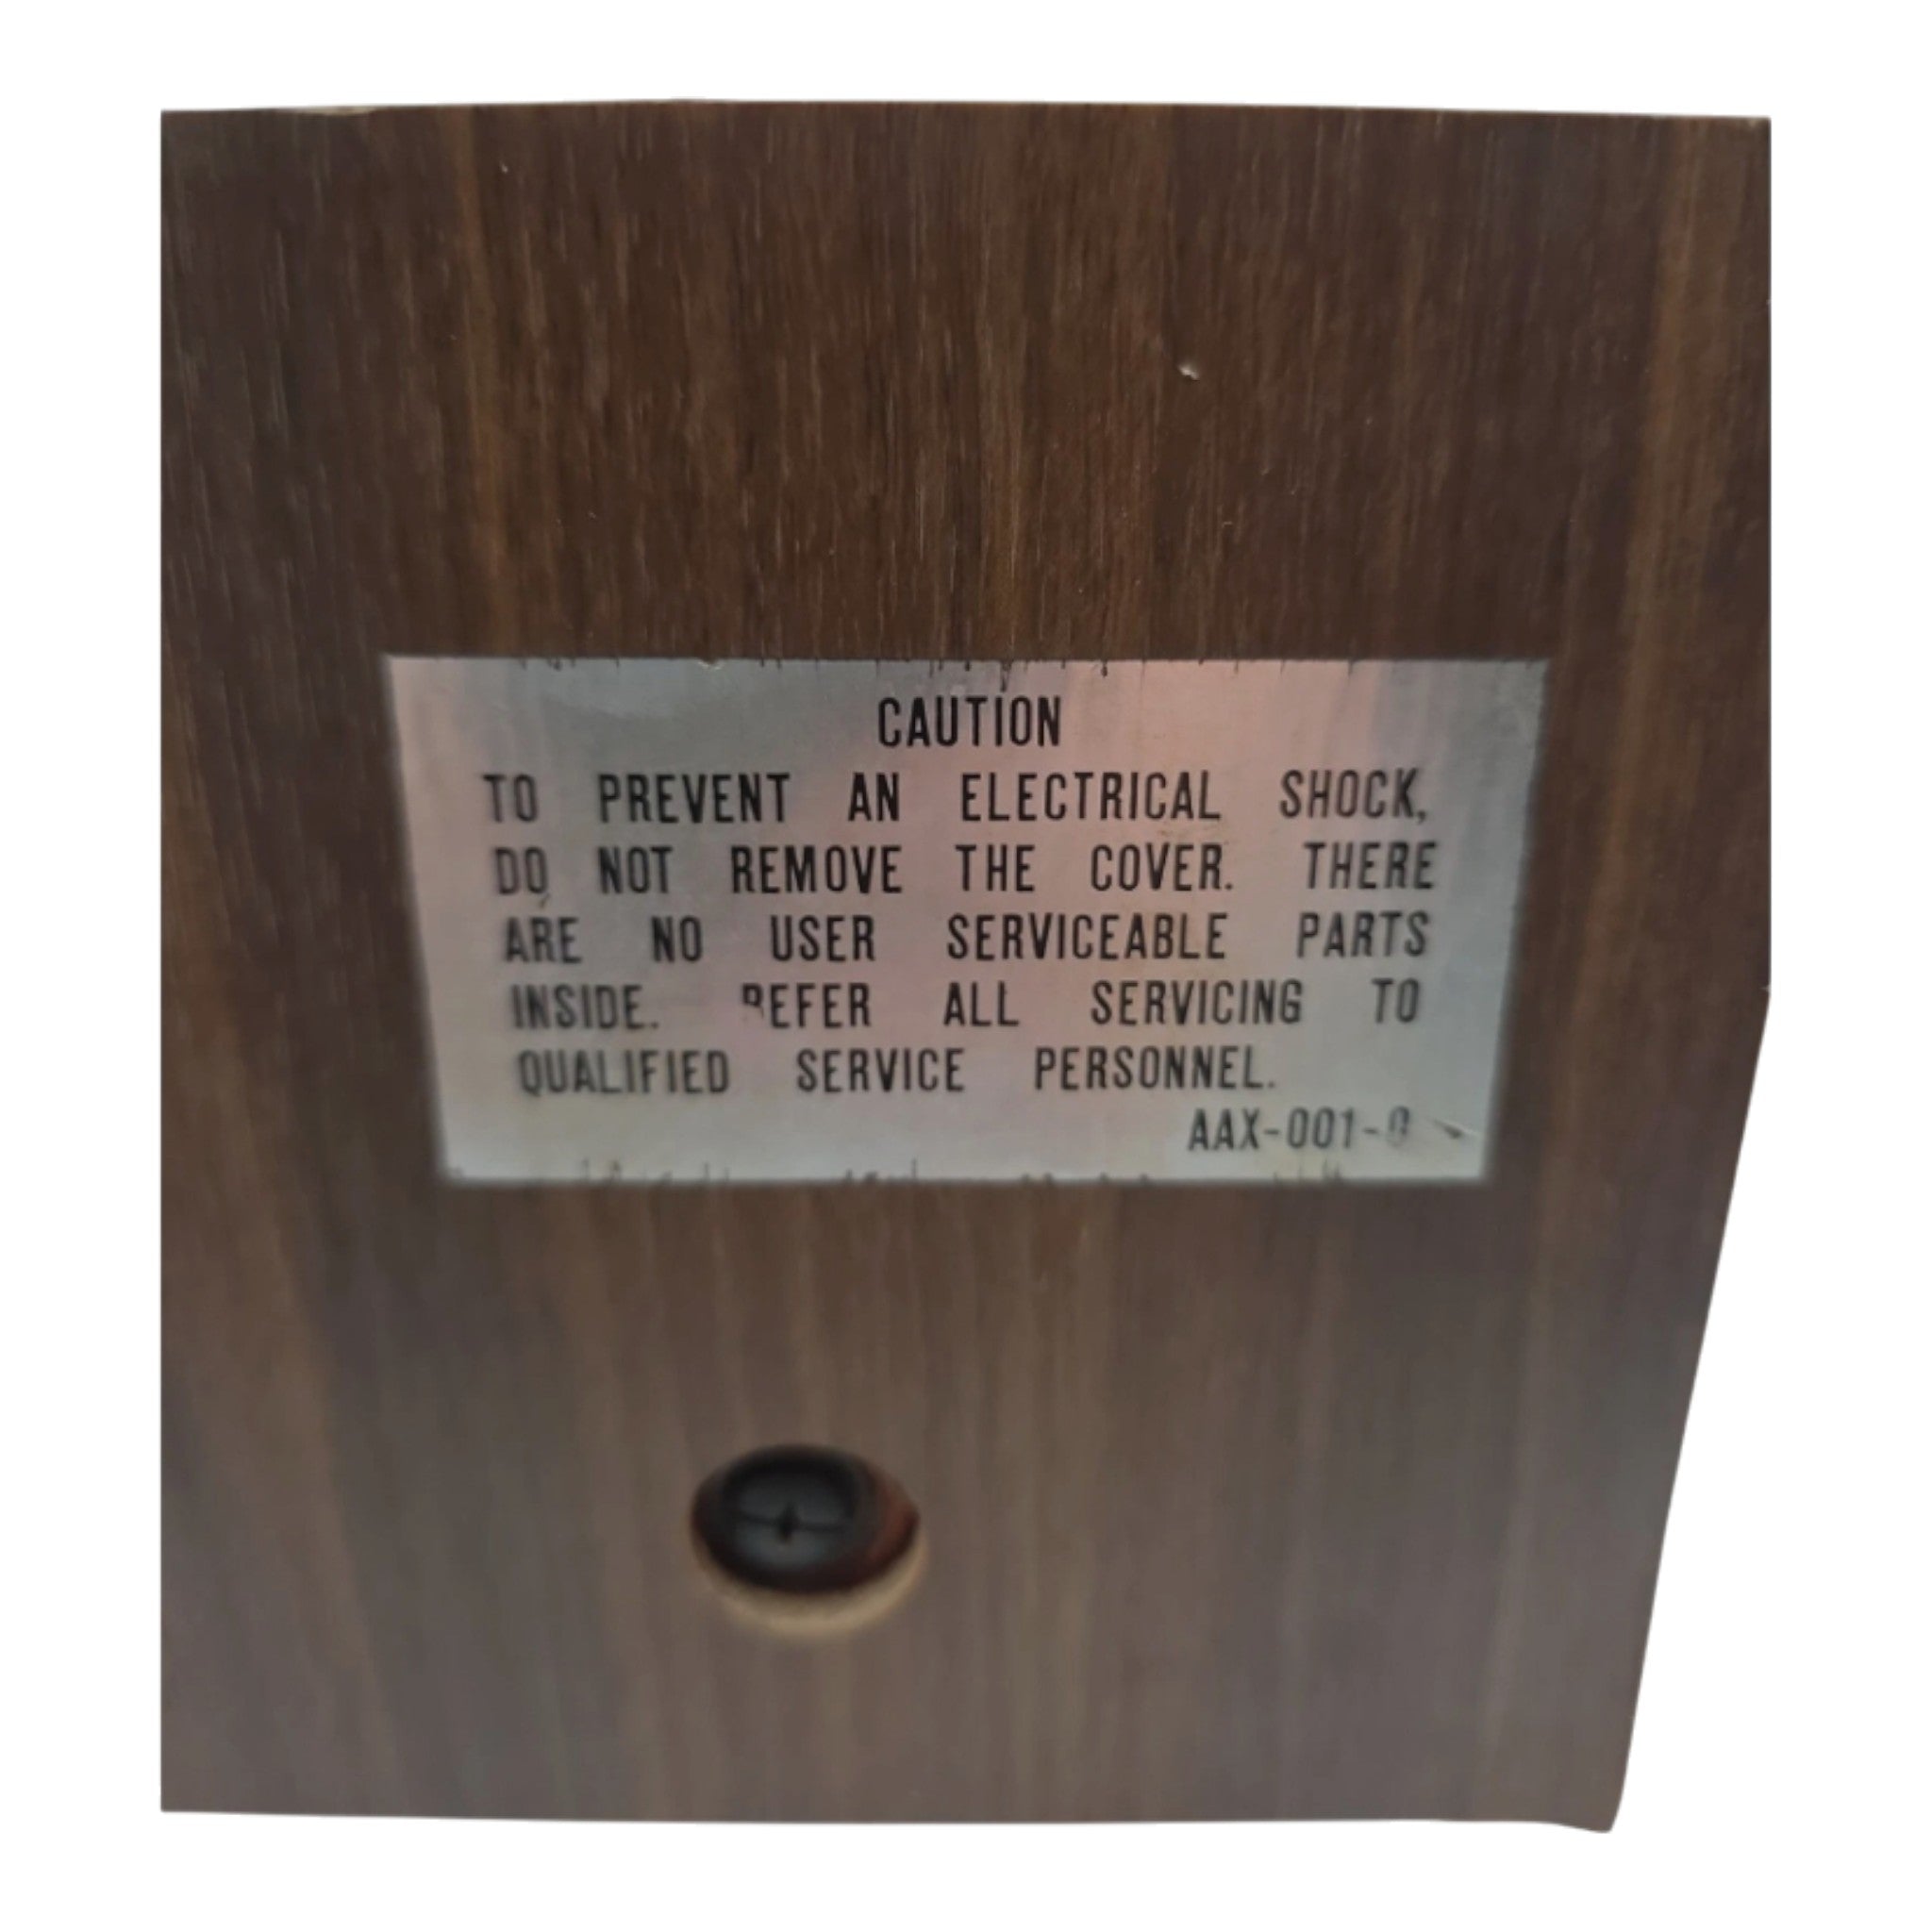 CAUTION
TO PREVENT AN ELECTRICAL SHOCK,
DO NOT REMOVE THE COVER. THERE
ARE NO USER SERVICEABLE PARTS
INSIDE. REFER ALL SERVICING TO
QUALIFIED SERVICE PERSONNEL.
AAX-001-0